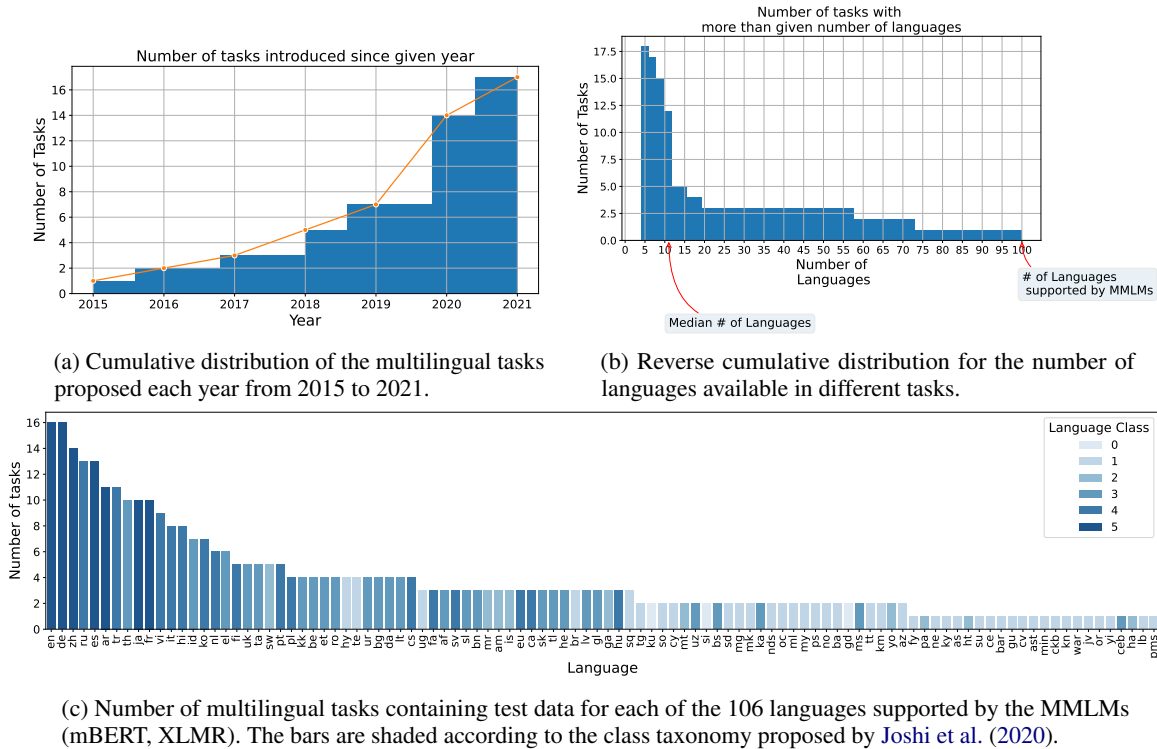 Number of tasks introduced since given year
16
14
12
10
8
6
4
2
0
Number of Tasks
2015 2016 2017 2018 2019 2020 2021
Year
(a) Cumulative distribution of the multilingual tasks
proposed each year from 2015 to 2021.
Number of tasks with
more than given number of languages
17.5
15.0
12.5
10.0
7.5
5.0
2.5
0.0
Number of Tasks
0 5 10 15 20 25 30 35 40 45 50 55 60 65 70 75 80 85 90 95 100
Number of
Languages
Median # of Languages
# of Languages
supported by MMLMs
(b) Reverse cumulative distribution for the number of
languages available in different tasks.
16
14
12
10
8
6
4
2
0
Number of tasks
Language Class
0
1
2
3
4
5
en de zh ru es ar tr th ja fr vi it hi id ko nl el fi uk ta sw pt pl kk be et ro hy te ur bg da lt cs ug fa af sv sl bn mr am is eu ca sk tl he br lv gl ga hu sq tg ku so cy mt uz si bs sd mg mk ka nds oc ml my ps no ba gd ms tt km yo az fy pa ne ky as ht su ce bar gu cv ast min ckb kn war jv or yi ceb ha lb pms
Language
(c) Number of multilingual tasks containing test data for each of the 106 languages supported by the MMLMs
(mBERT, XLMR). The bars are shaded according to the class taxonomy proposed by Joshi et al. (2020).